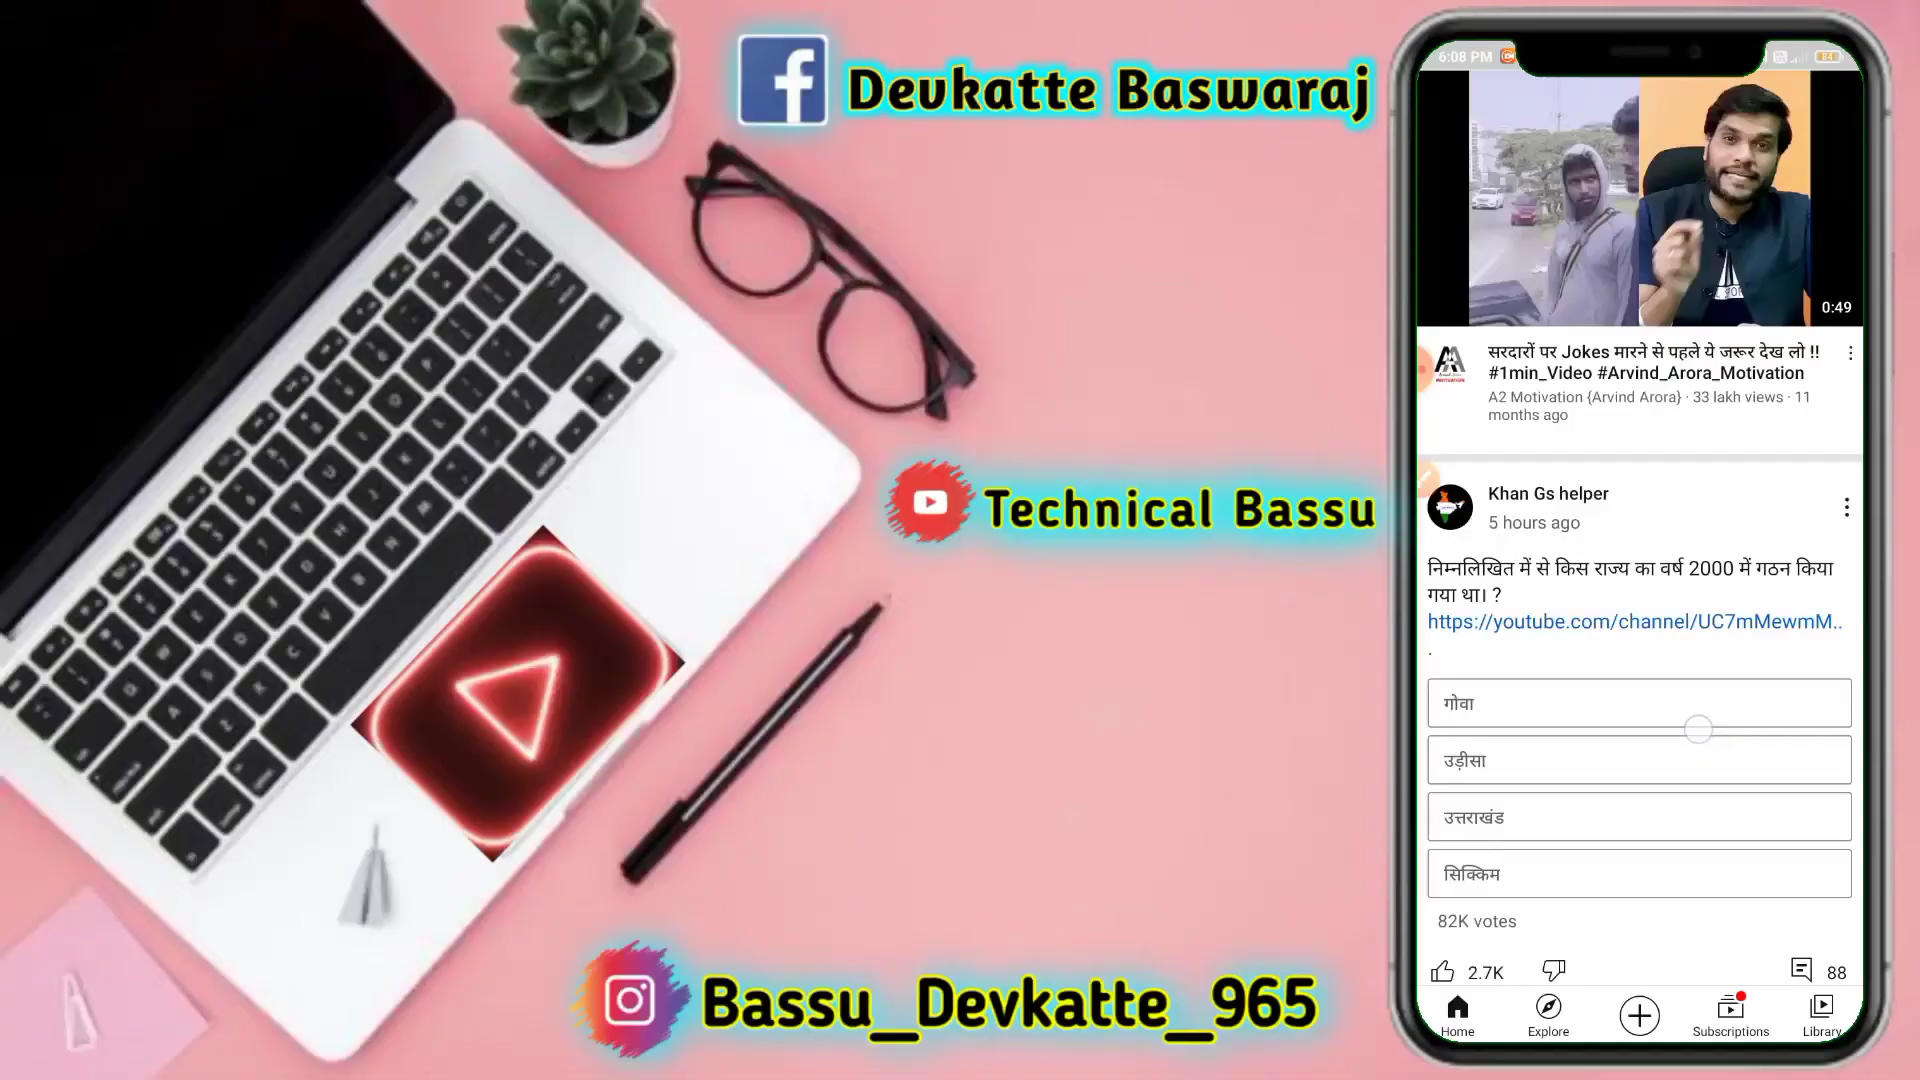 Devkatte Baswaraj
Technical Bassu
Bassu_Devkatte_965
6:08 PM
84
0:49
सरदारों पर Jokes मारने से पहले ये जरूर देख लो !!
#1min_Video #Arvind_Arora_Motivation
A2 Motivation {Arvind Arora} · 33 lakh views · 11
months ago
Khan Gs helper
5 hours ago
निम्नलिखित में से किस राज्य का वर्ष 2000 में गठन किया
गया था। ?
https://youtube.com/channel/UC7mMewmM..
.
गोवा
उड़ीसा
उत्तराखंड
सिक्किम
82K votes
2.7K
88
Home
Explore
Subscriptions
Library